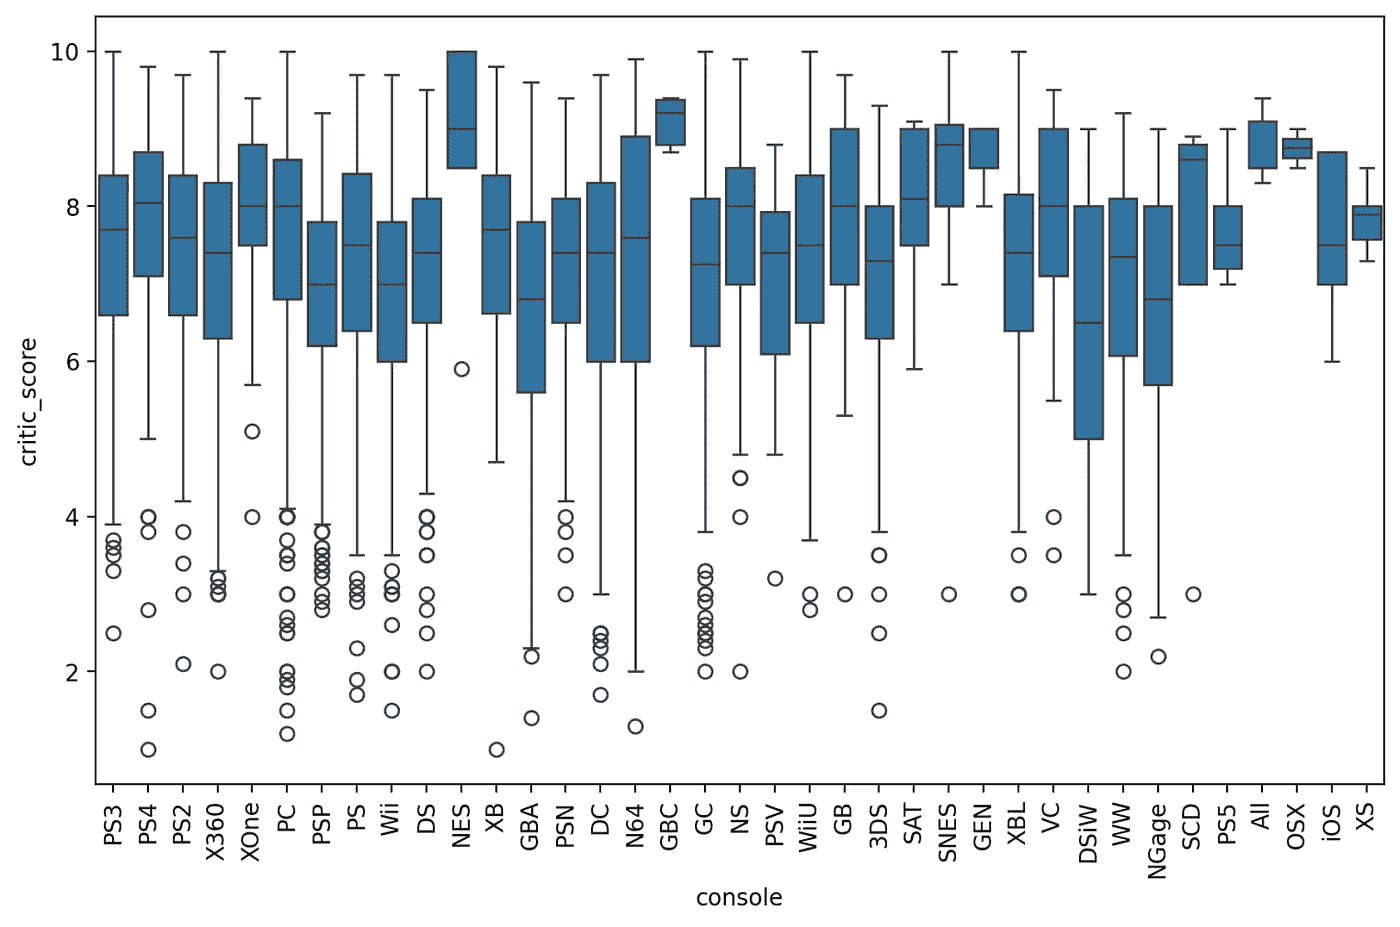 10
8
6
4
2
critic_score
PS3
PS4
PS2
X360
XOne
PC
PSP
PS
Wii
DS
NES
XB
GBA
PSN
DC
N64
GBC
GC
NS
PSV
WiiU
GB
3DS
SAT
SNES
GEN
XBL
VC
DSiW
WW
NGage
SCD
PS5
All
OSX
iOS
XS
console